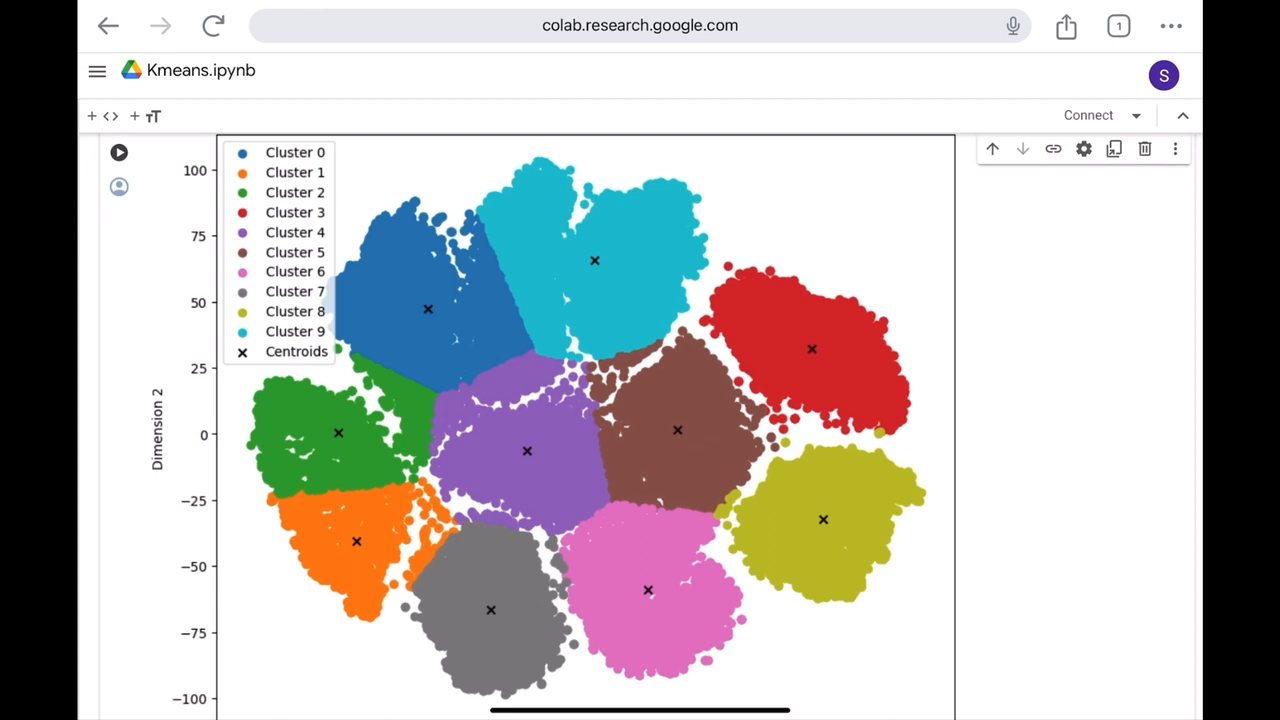 colab.research.google.com
1
Kmeans.ipynb
S
+ <> + TT
Connect
Cluster 0
Cluster 1
Cluster 2
Cluster 3
Cluster 4
Cluster 5
Cluster 6
Cluster 7
Cluster 8
Cluster 9
Centroids
100
75
50
25
0
−25
−50
−75
−100
Dimension 2